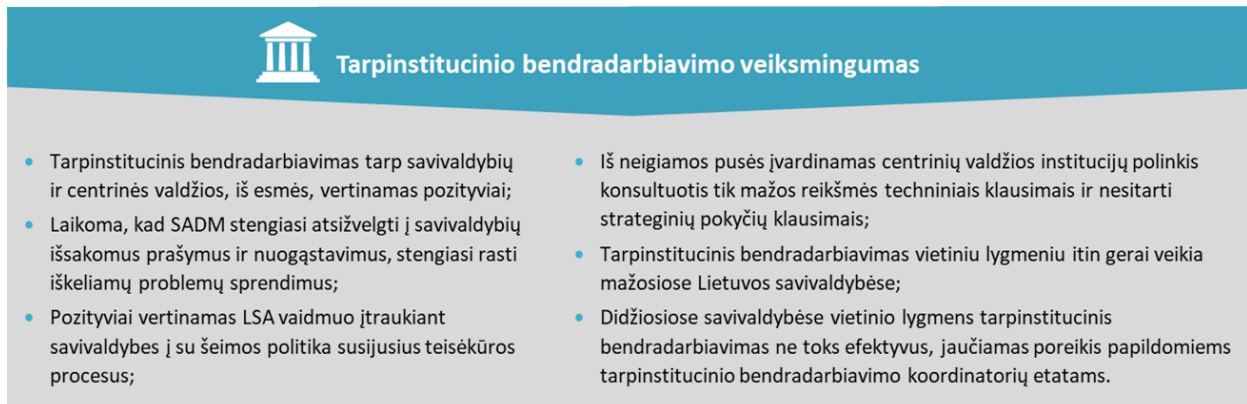 Tarpinstitucinio bendradarbiavimo veiksmingumas
• Tarpinstitucinis bendradarbiavimas tarp savivaldybių
ir centrinės valdžios, iš esmės, vertinamas pozityviai;
• Laikoma, kad SADM stengiasi atsižvelgti į savivaldybių
išsakomus prašymus ir nuogąstavimus, stengiasi rasti
iškeliamų problemų sprendimus;
• Pozityviai vertinamas LSA vaidmuo įtraukiant
savivaldybes į su šeimos politika susijusius teisėkūros
procesus;
• Iš neigiamos pusės įvardinamas centrinių valdžios institucijų polinkis
konsultuotis tik mažos reikšmės techniniais klausimais ir nesitarti
strateginių pokyčių klausimais;
• Tarpinstitucinis bendradarbiavimas vietiniu lygmeniu itin gerai veikia
mažosiose Lietuvos savivaldybėse;
• Didžiosiose savivaldybėse vietinio lygmens tarpinstitucinis
bendradarbiavimas ne toks efektyvus, jaučiamas poreikis papildomiems
tarpinstitucinio bendradarbiavimo koordinatorių etatams.